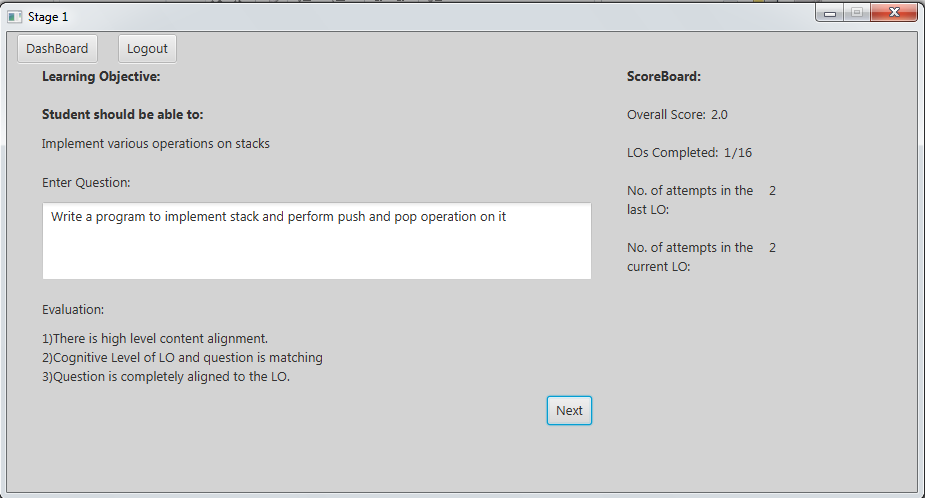 Stage 1
DashBoard Logout
Learning Objective:
Student should be able to:
Implement various operations on stacks
Enter Question:
Write a program to implement stack and perform push and pop operation on it
Evaluation:
1)There is high level content alignment.
2)Cognitive Level of LO and question is matching
3)Question is completely aligned to the LO.
Next
ScoreBoard:
Overall Score: 2.0
LOs Completed: 1/16
No. of attempts in the 2
last LO:
No. of attempts in the 2
current LO: